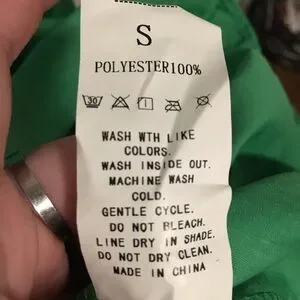 S
POLYESTER100%
30
WASH WTH LIKE
COLORS.
WASH INSIDE OUT.
MACHINE WASH
COLD.
GENTLE CYCLE.
DO NOT BLEACH.
LINE DRY IN SHADE.
DO NOT DRY CLEAN.
MADE IN CHINA